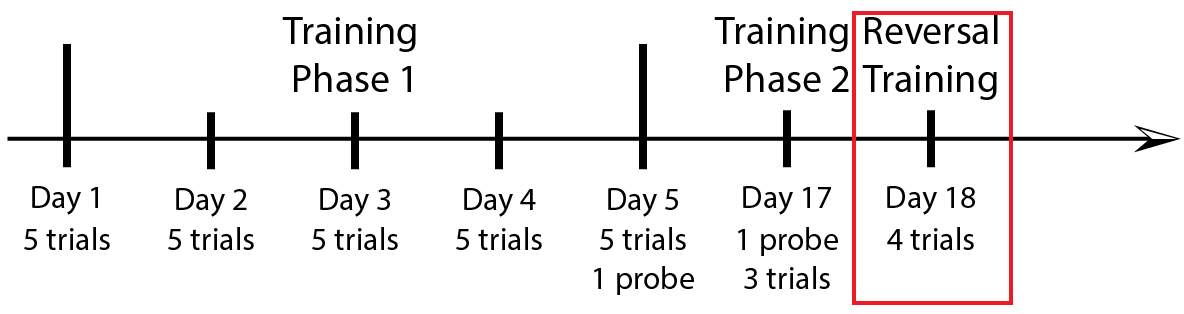 Training
Phase 1
Training
Phase 2
Reversal
Training
Day 1
5 trials
Day 2
5 trials
Day 3
5 trials
Day 4
5 trials
Day 5
5 trials
1 probe
Day 17
1 probe
3 trials
Day 18
4 trials